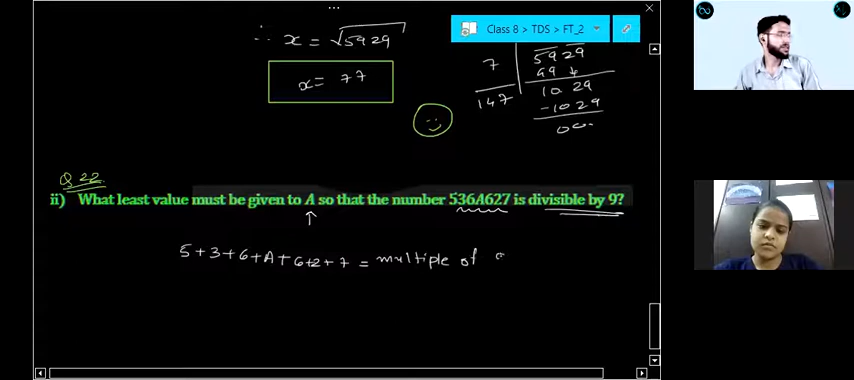 ∴ x = √5929
Class 8 > TDS > FT_2
x = 77
7
5929
49 ↓
147
1029
-1029
Q 22
ii) What least value must be given to A so that the number 536A627 is divisible by 9?
5+3+6+A+6+2+7 = multiple of